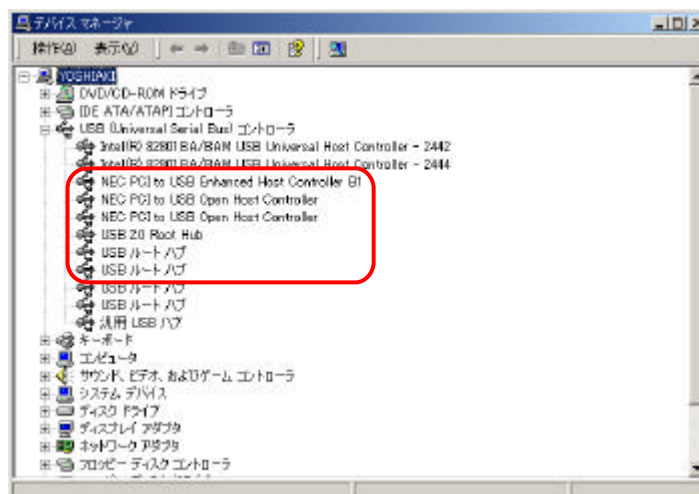 デバイス マネージャ
操作(A) 表示(V)
YOSHIAKI
DVD/CD-ROM ドライブ
IDE ATA/ATAPI コントローラ
USB (Universal Serial Bus) コントローラ
Intel(R) 82801BA/BAM USB Universal Host Controller - 2442
Intel(R) 82801BA/BAM USB Universal Host Controller - 2444
NEC PCI to USB Enhanced Host Controller B1
NEC PCI to USB Open Host Controller
NEC PCI to USB Open Host Controller
USB 2.0 Root Hub
USB ルート ハブ
USB ルート ハブ
USB ルート ハブ
USB ルート ハブ
汎用 USB ハブ
キーボード
コンピュータ
サウンド、ビデオ、およびゲーム コントローラ
システム デバイス
ディスク ドライブ
ディスプレイ アダプタ
ネットワーク アダプタ
フロッピー ディスク コントローラ